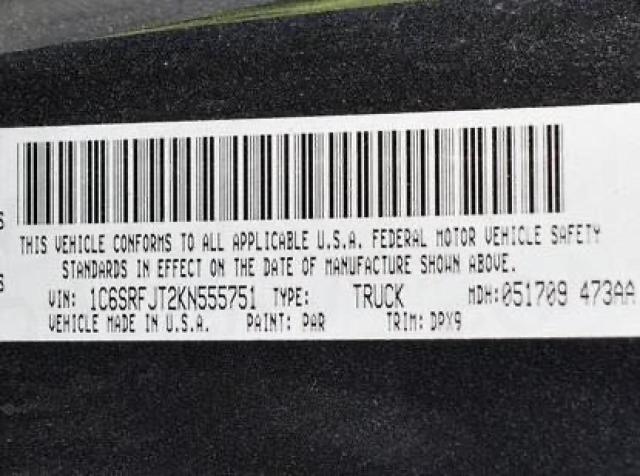 S
THIS VEHICLE CONFORMS TO ALL APPLICABLE U.S.A. FEDERAL MOTOR VEHICLE SAFETY
S
STANDARDS IN EFFECT ON THE DATE OF MANUFACTURE SHOWN ABOVE.
VIN: 1C6SRFJT2KN555751 TYPE: TRUCK MDH:051709 473AA
VEHICLE MADE IN U.S.A. PAINT: PAR TRIM: DPX9